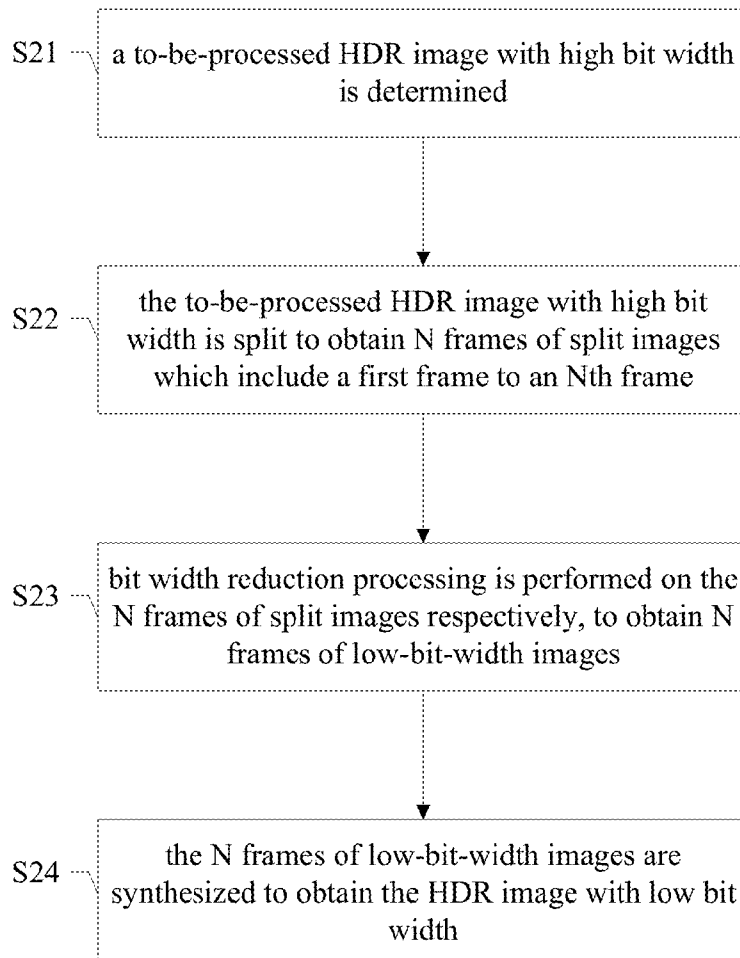 S21
a to-be-processed HDR image with high bit width
is determined
S22
the to-be-processed HDR image with high bit
width is split to obtain N frames of split images
which include a first frame to an Nth frame
S23
bit width reduction processing is performed on the
N frames of split images respectively, to obtain N
frames of low-bit-width images
S24
the N frames of low-bit-width images are
synthesized to obtain the HDR image with low bit
width